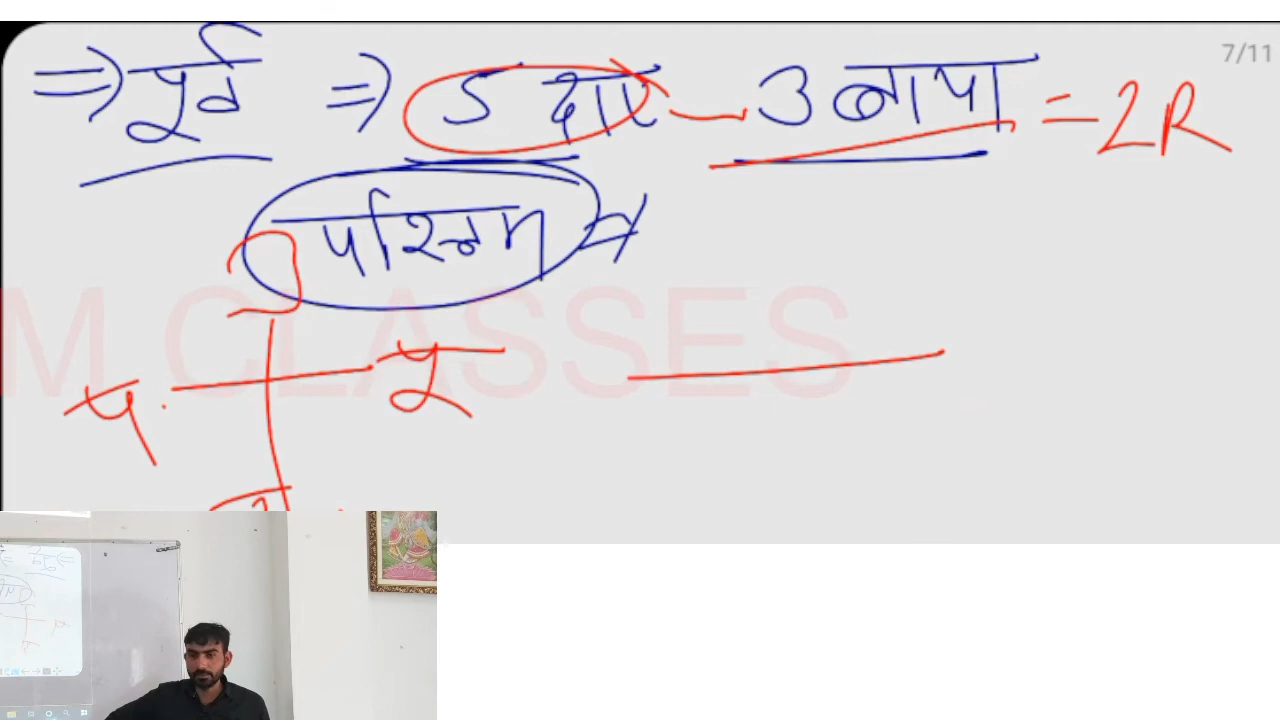 7/11
⇒ पूर्व ⇒ 5 दाएं - 3 बायां = 2R
पश्चिम
M CLASSES
उ
प. पू